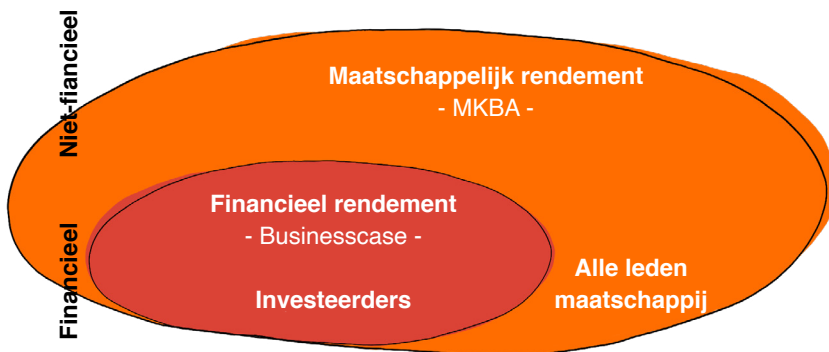 Niet-fiancieel
Maatschappelijk rendement
- MKBA -
Financieel rendement
- Businesscase -
Financieel
Investeerders
Alle leden
maatschappij